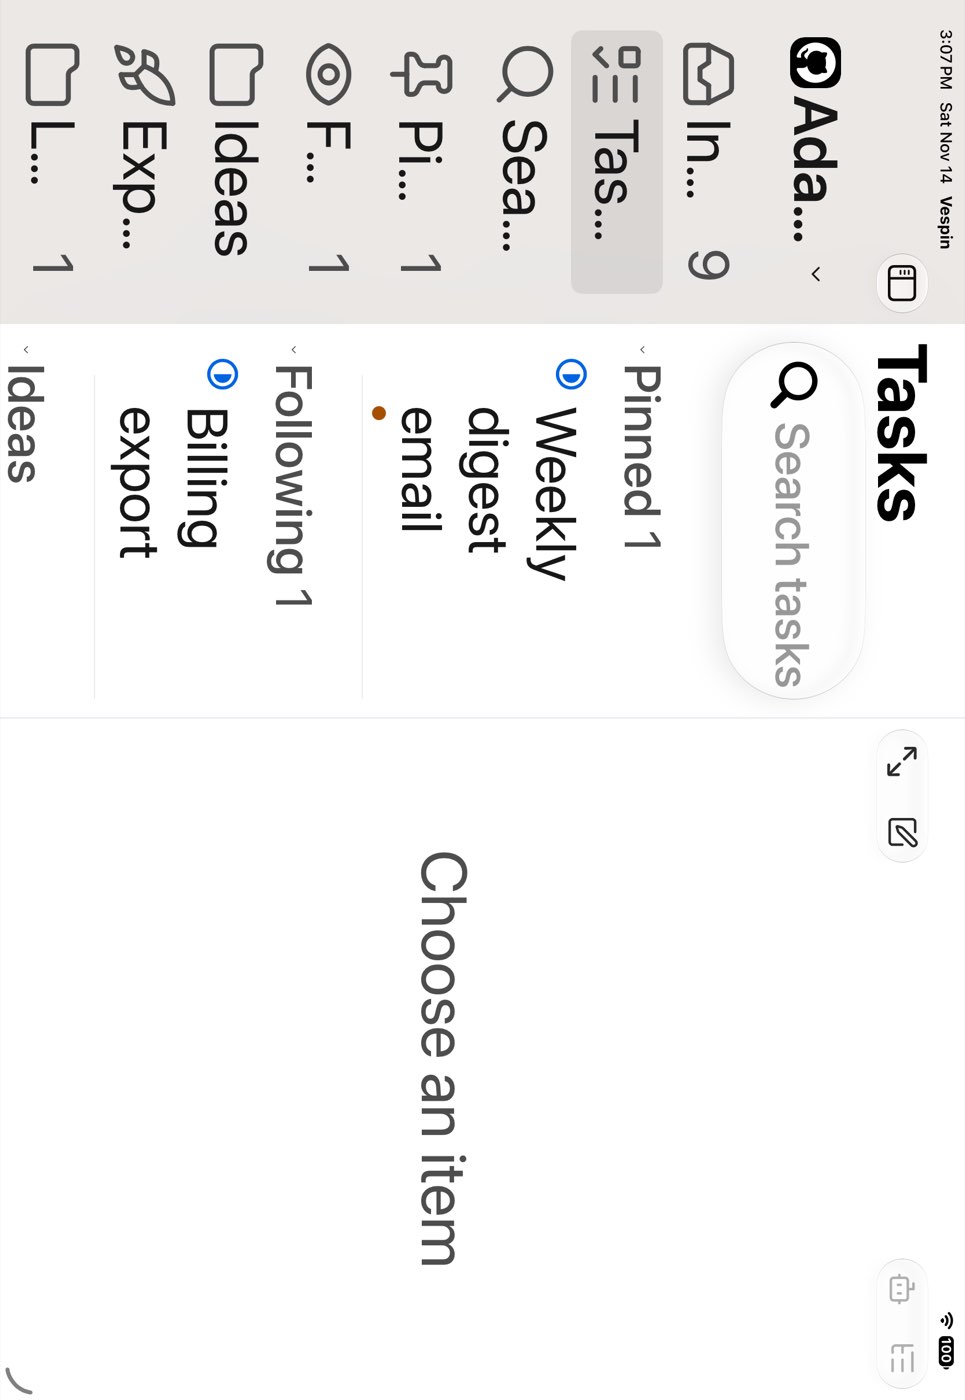 3:07 PM Sat Nov 14 Vespin
100
Ada...
In... 9
Tas...
Sea...
Pi... 1
F... 1
Ideas
Exp...
L... 1
Tasks
Search tasks
Pinned 1
Weekly
digest
email
Following 1
Billing
export
Ideas
Choose an item